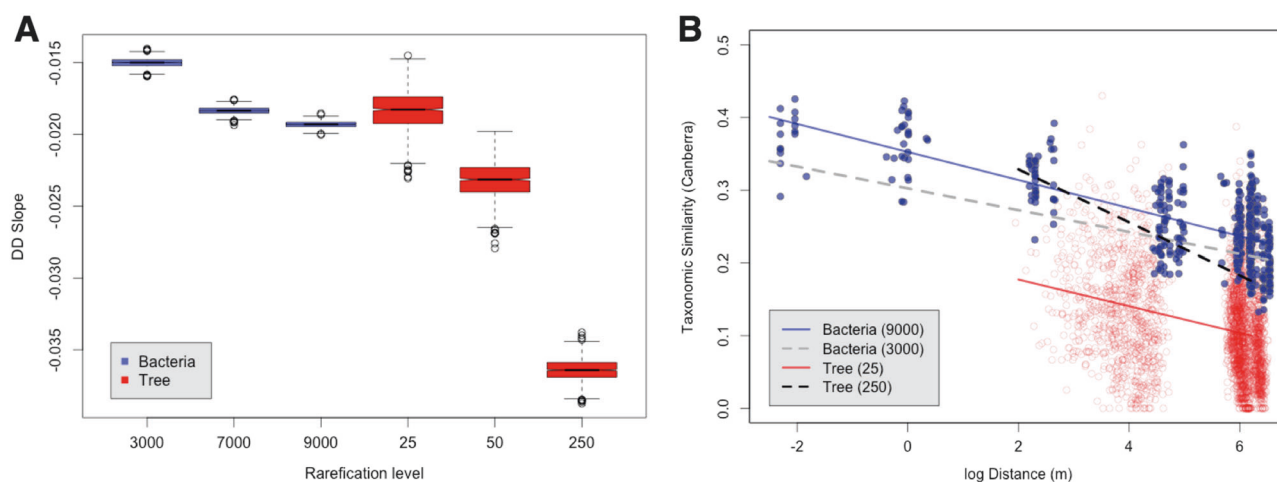 A
DD Slope
-0.015
-0.020
-0.025
-0.030
-0.035
Bacteria
Tree
3000
7000
9000
25
50
250
Rarefication level
B
Taxonomic Similarity (Canberra)
0.5
0.4
0.3
0.2
0.1
0.0
Bacteria (9000)
Bacteria (3000)
Tree (25)
Tree (250)
-2
0
2
4
6
log Distance (m)